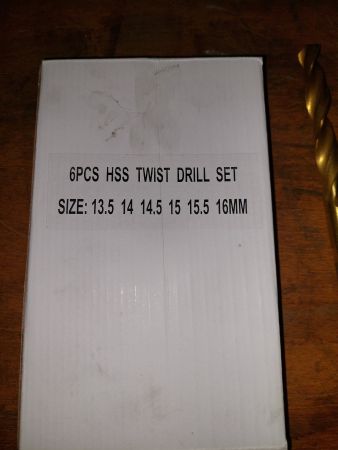 6PCS HSS TWIST DRILL SET
SIZE: 13.5 14 14.5 15 15.5 16MM